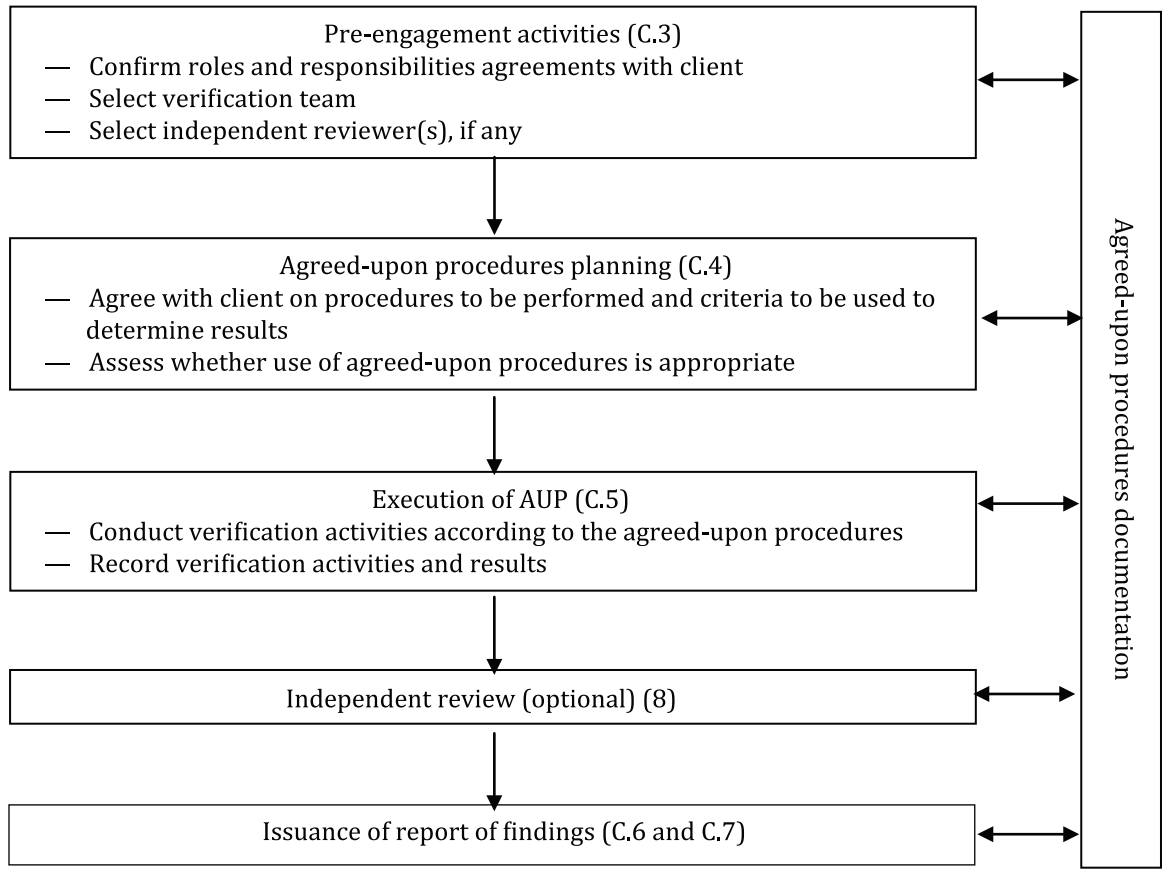 Pre-engagement activities (C.3)
— Confirm roles and responsibilities agreements with client
— Select verification team
— Select independent reviewer(s), if any
Agreed-upon procedures planning (C.4)
— Agree with client on procedures to be performed and criteria to be used to
determine results
— Assess whether use of agreed-upon procedures is appropriate
Execution of AUP (C.5)
— Conduct verification activities according to the agreed-upon procedures
— Record verification activities and results
Independent review (optional) (8)
Issuance of report of findings (C.6 and C.7)
Agreed-upon procedures documentation